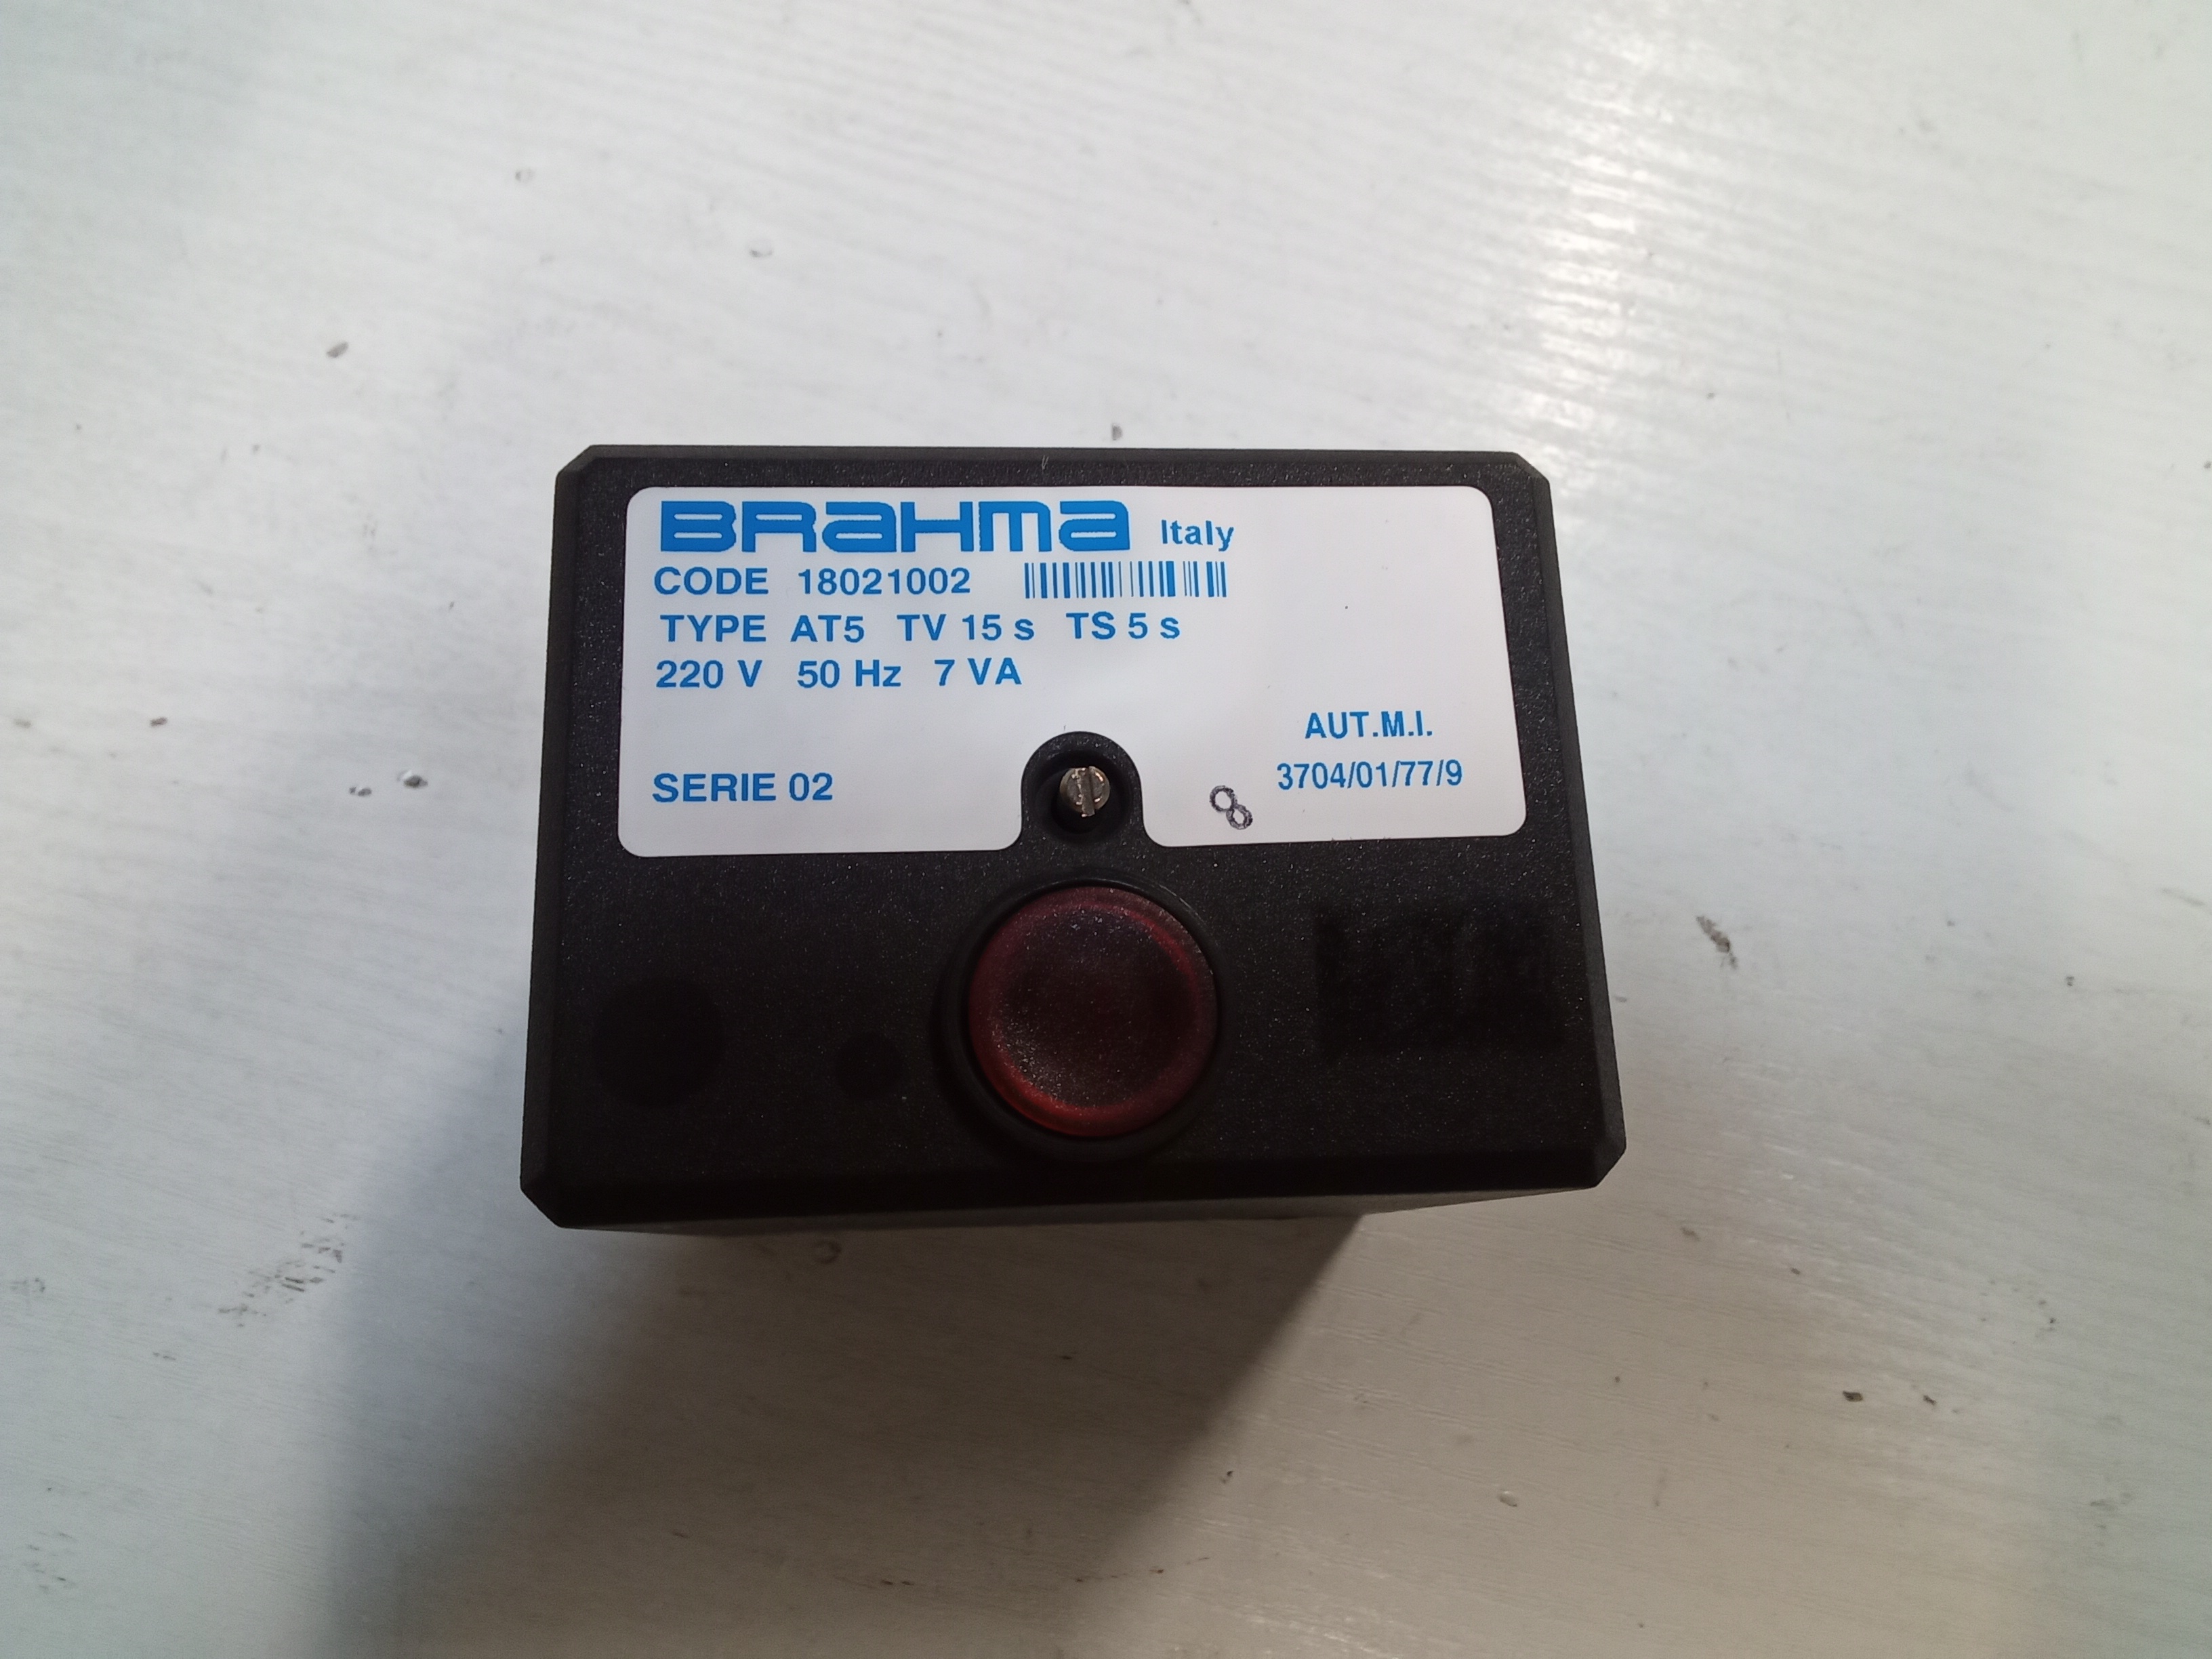 BRAHMA Italy
CODE 18021002
TYPE AT5 TV 15 s TS 5 s
220 V 50 Hz 7 VA
AUT.M.I.
SERIE 02
3704/01/77/9
8